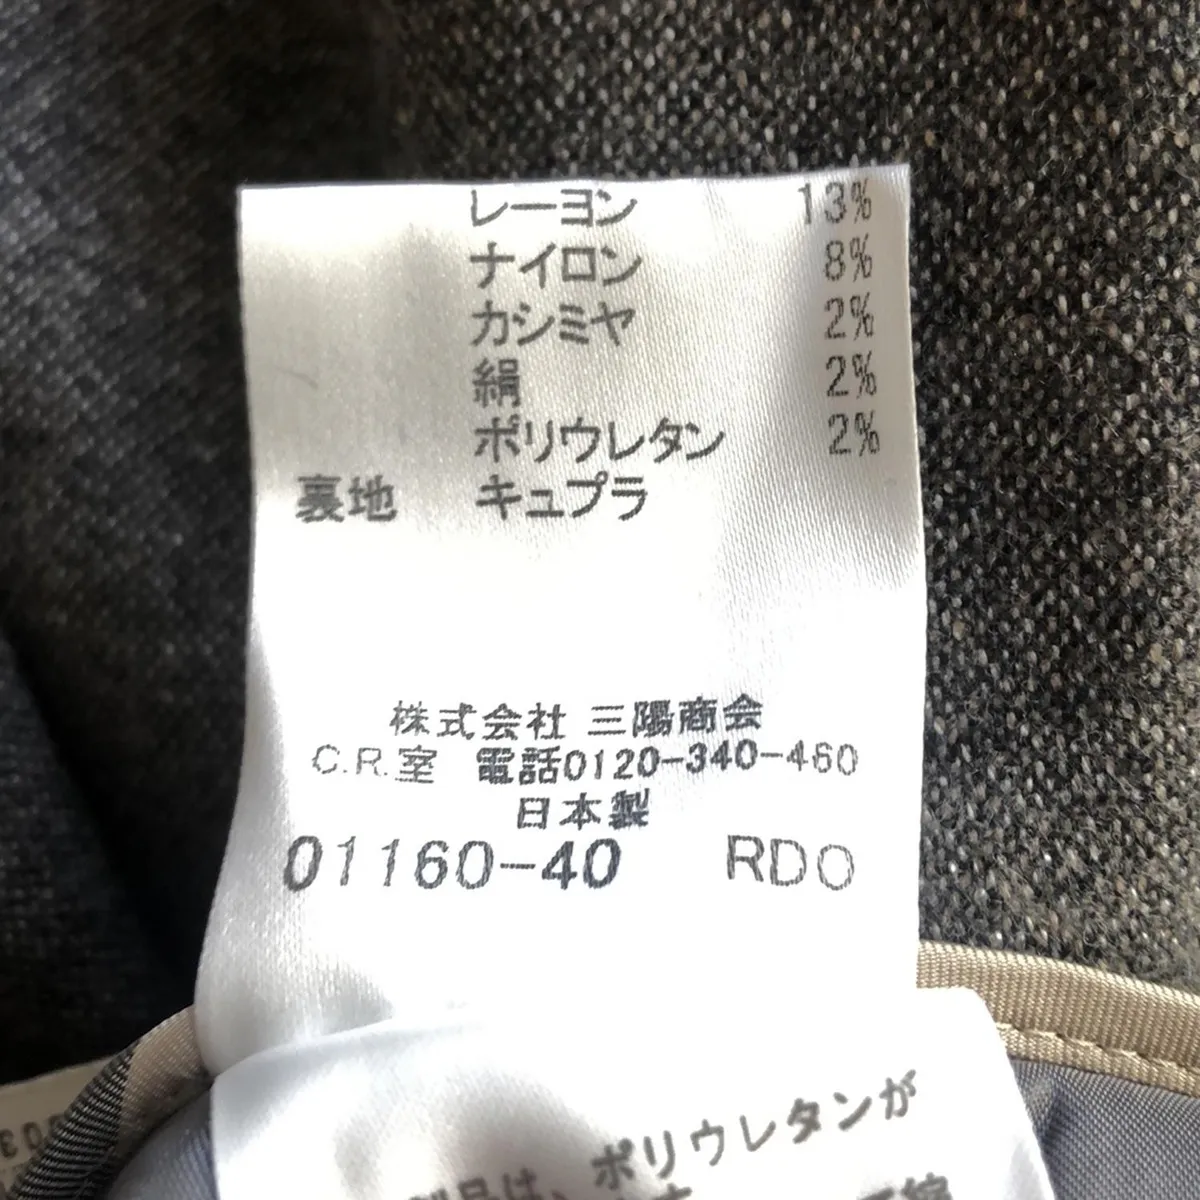 レーヨン 13%
ナイロン 8%
カシミヤ 2%
絹 2%
ポリウレタン 2%
裏地 キュプラ
株式会社 三陽商会
C.R.室 電話0120-340-460
日本製
01160-40 RDO
ポリウレタンが